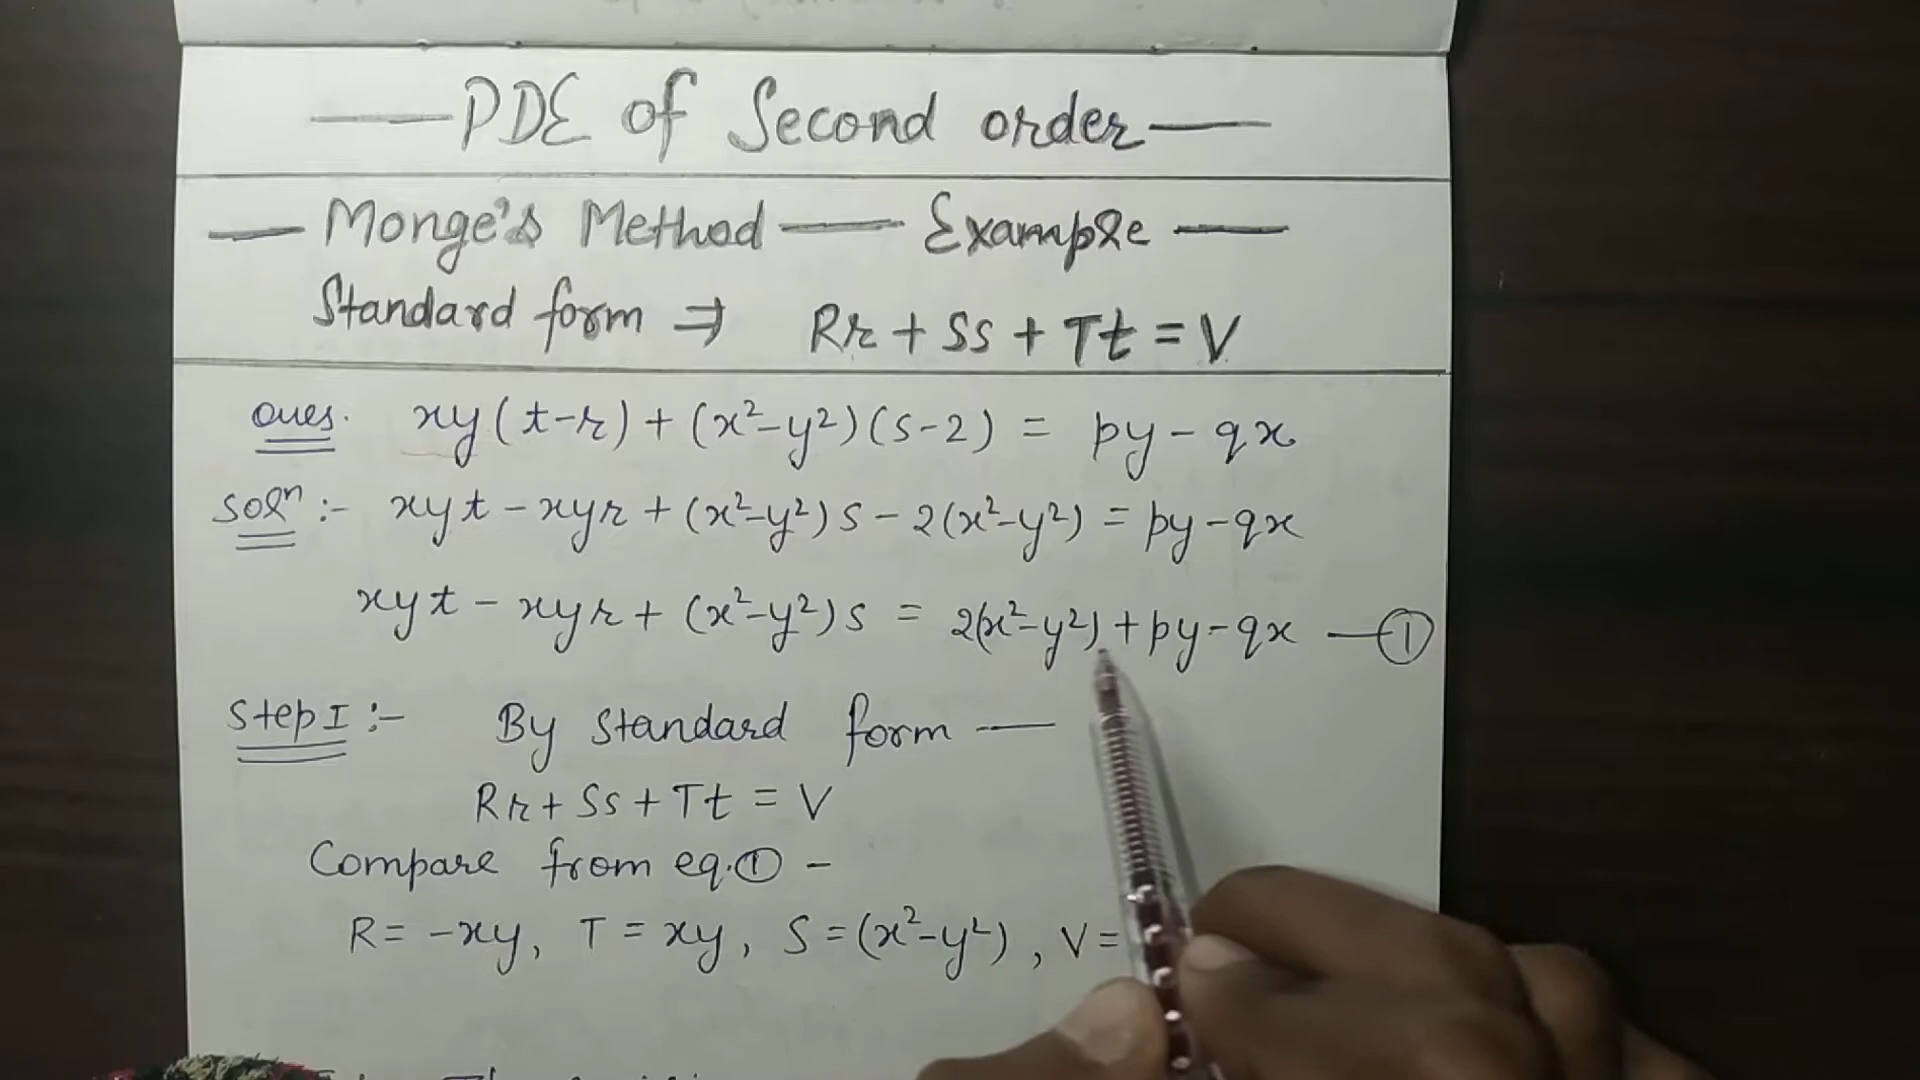 — PDE of Second order —
— Monge's Method — Example —
Standard form ⇒ Rr + Ss + Tt = V
Ques. xy(t-r) + (x²-y²)(s-2) = py - qx
Solⁿ :- xyt - xyr + (x²-y²)s - 2(x²-y²) = py - qx
xyt - xyr + (x²-y²)s = 2(x²-y²) + py - qx — ①
Step I :- By Standard form —
Rr + Ss + Tt = V
Compare from eq.① -
R = -xy, T = xy, S = (x²-y²), V =